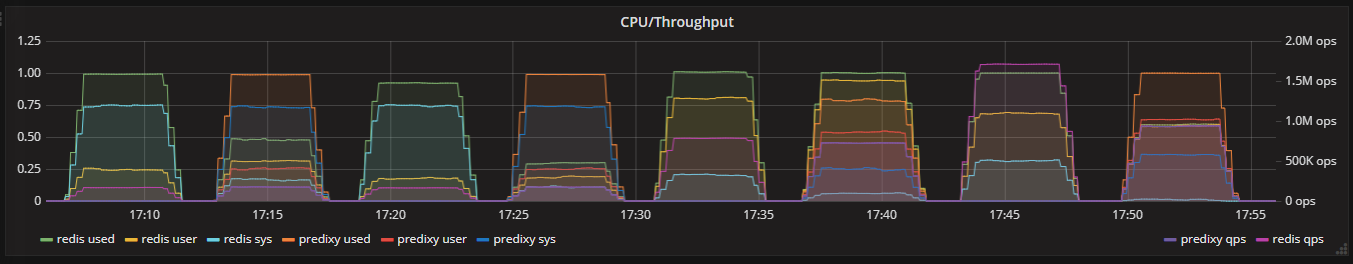 CPU/Throughput
1.25 2.0M ops
1.00 1.5M ops
0.75
0.50 1.0M ops
0.25 500K ops
0 0 ops
17:10 17:15 17:20 17:25 17:30 17:35 17:40 17:45 17:50 17:55
redis used redis user redis sys predixy used predixy user predixy sys predixy qps redis qps